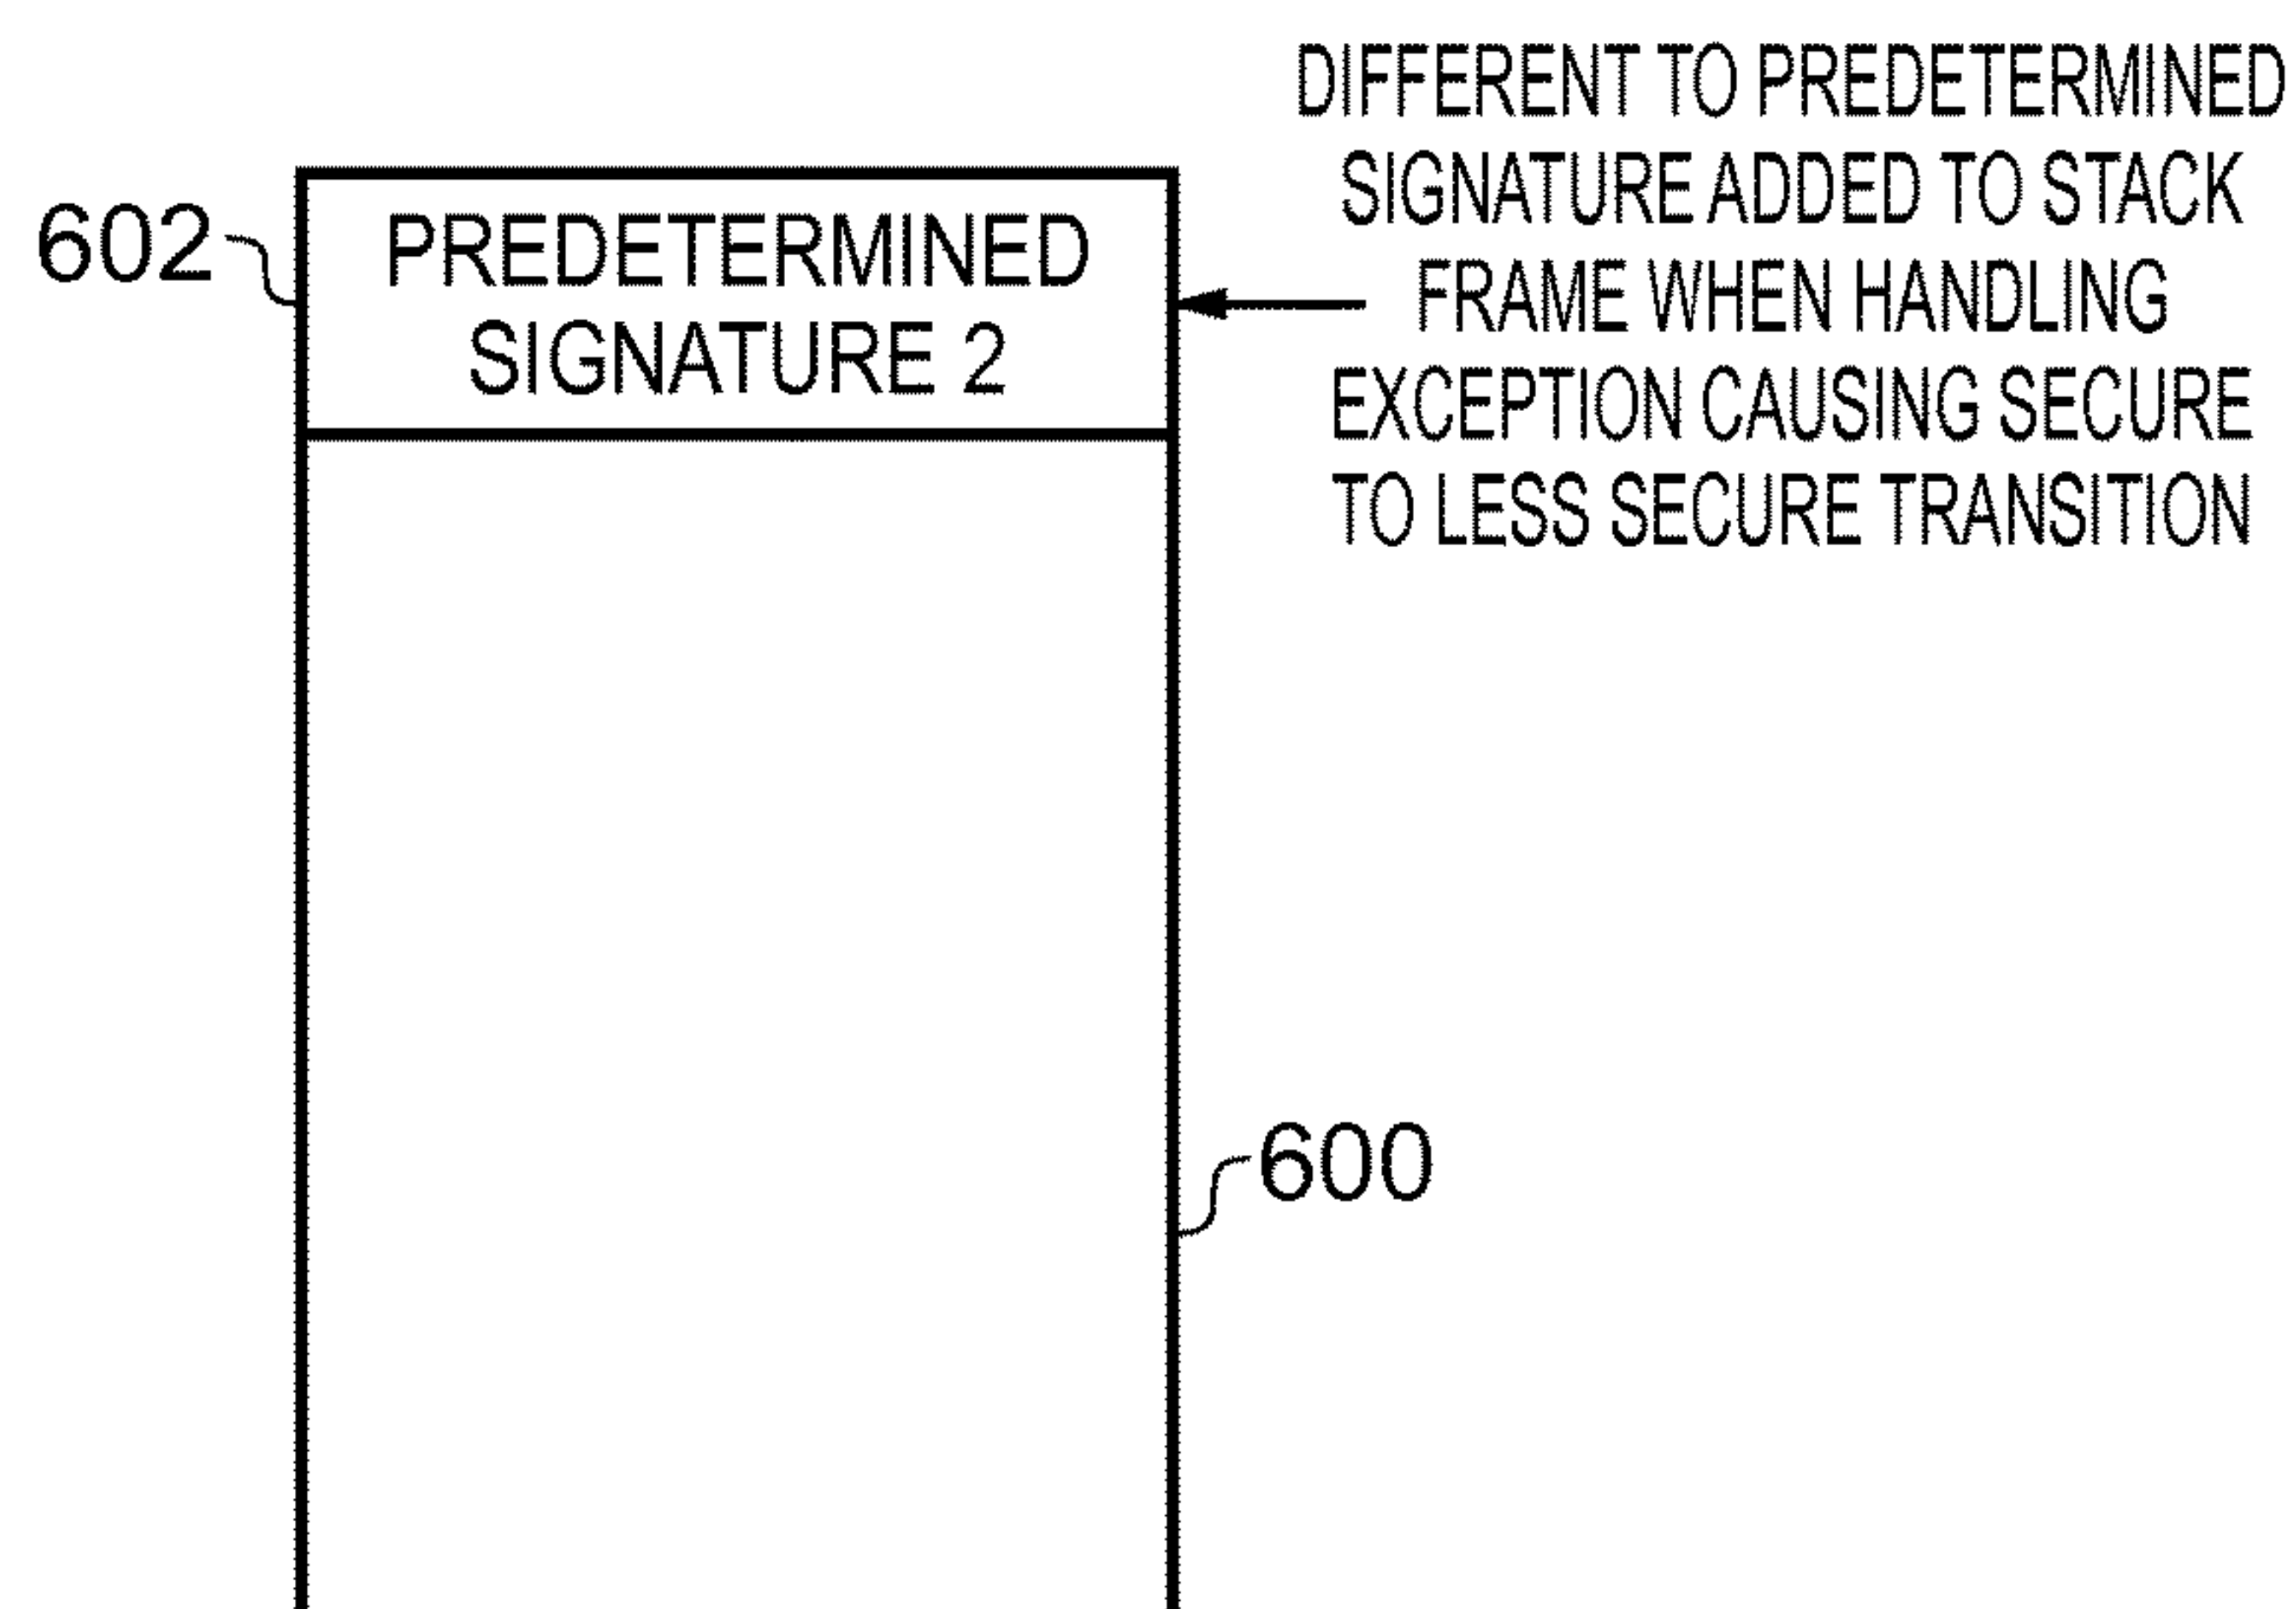 DIFFERENT TO PREDETERMINED
SIGNATURE ADDED TO STACK
FRAME WHEN HANDLING
EXCEPTION CAUSING SECURE
TO LESS SECURE TRANSITION
602
PREDETERMINED
SIGNATURE 2
600